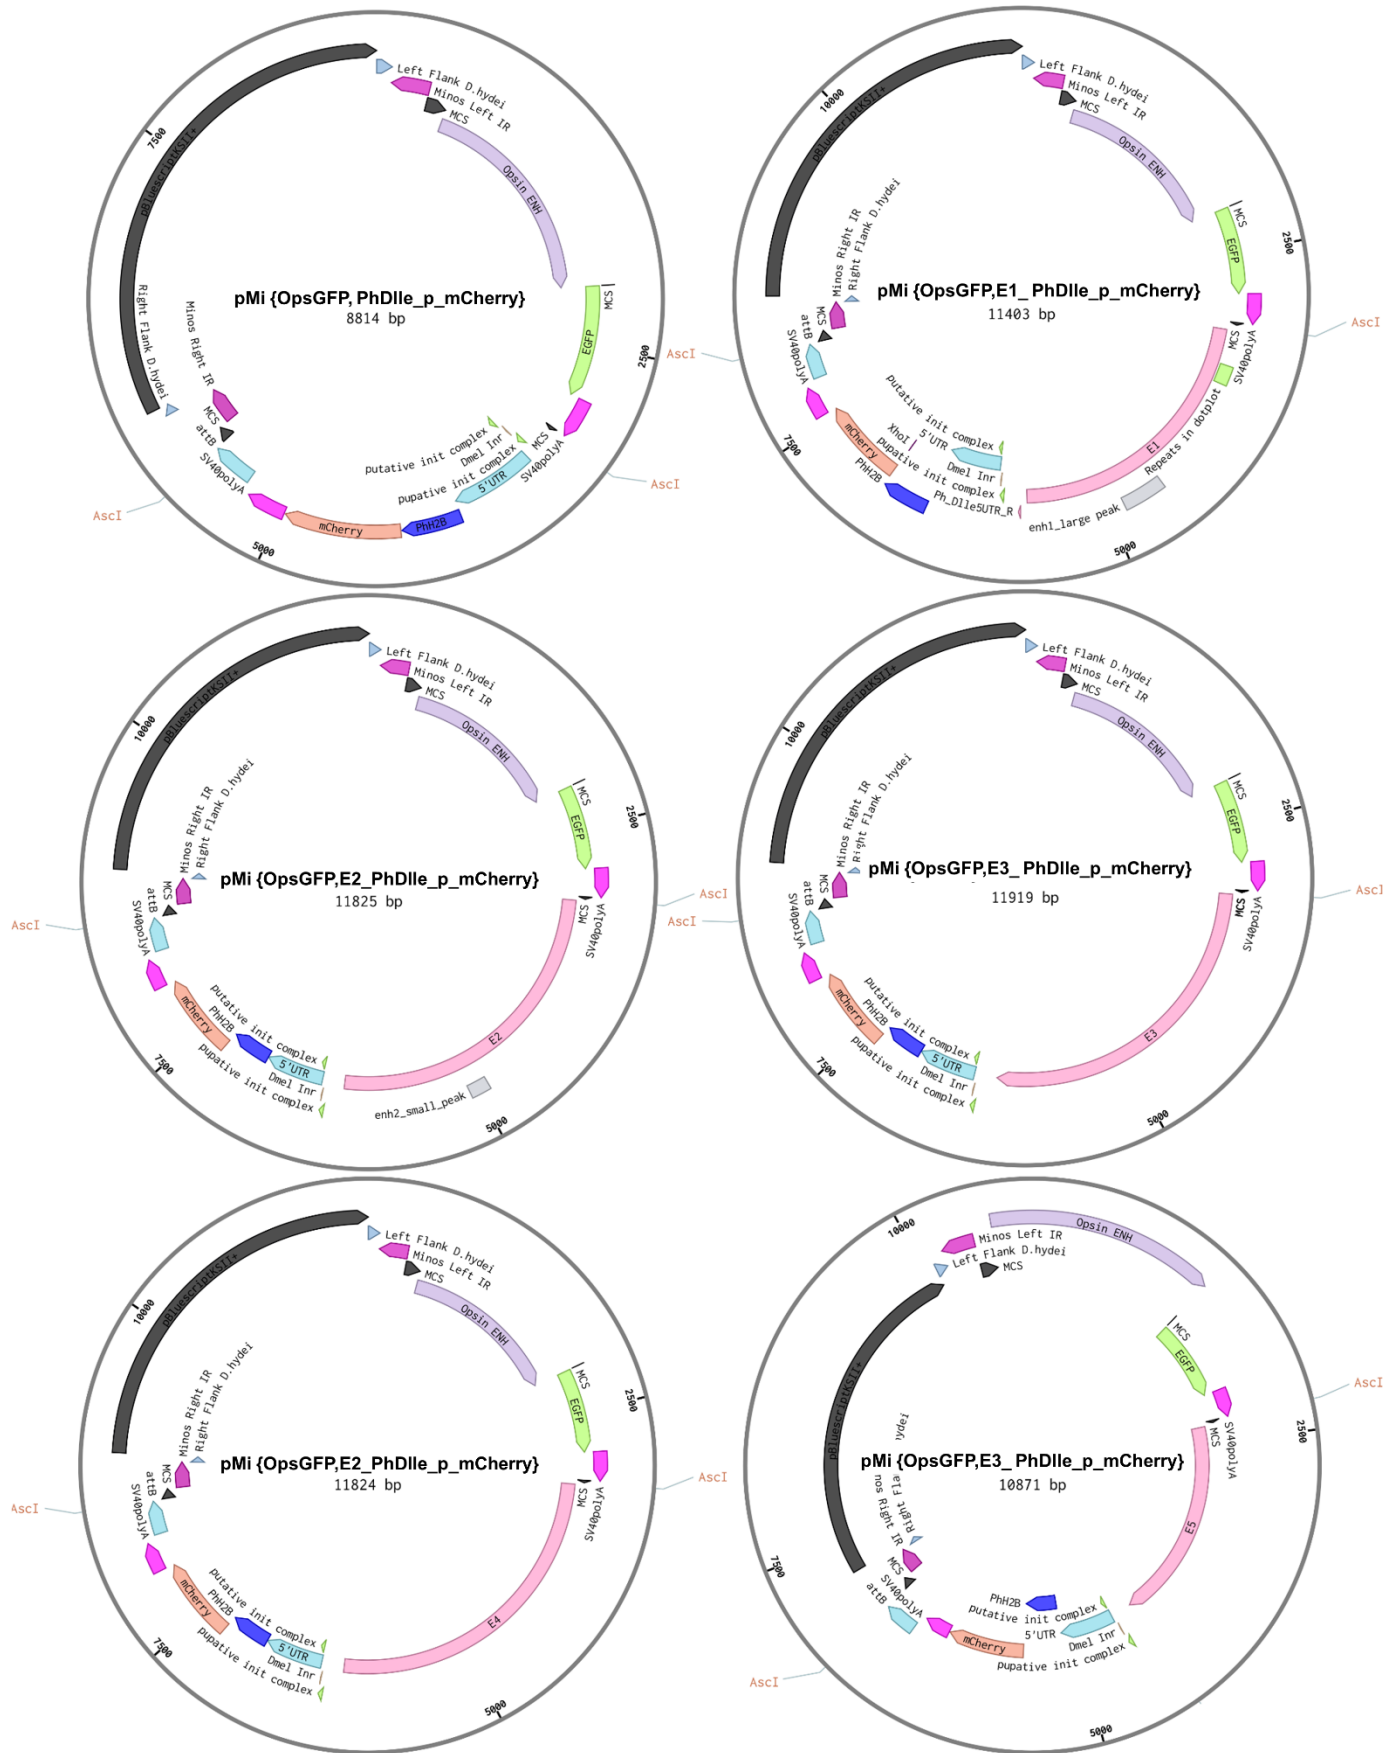 Left Flank D.hydei
Minos Left IR
MCS
Opsin ENH
MCS
EGFP
2500
SV40polyA
MCS
AscI
putative init complex
Dmel Inr
pupative init complex
5'UTR
PhH2B
mCherry
5000
AscI
SV40polyA
attB
MCS
Minos Right IR
Right Flank D.hydei
pBluescriptKSII+
7500
pMi {OpsGFP, PhDlle_p_mCherry}
8814 bp
Left Flank D.hydei
Minos Left IR
MCS
Opsin ENH
MCS
EGFP
2500
AscI
SV40polyA
MCS
Repeats in dotplot
E1
enh1_large peak
5000
Ph_Dlle5UTR_R
putative init complex
5'UTR
Dmel Inr
XhoI
pupative init complex
PhH2B
mCherry
7500
SV40polyA
attB
MCS
AscI
Minos Right IR
Right Flank D.hydei
pBluescriptKSII+
10000
pMi {OpsGFP,E1_ PhDlle_p_mCherry}
11403 bp
Left Flank D.hydei
Minos Left IR
MCS
Opsin ENH
MCS
EGFP
2500
AscI
SV40polyA
MCS
E2
enh2_small_peak
5000
putative init complex
5'UTR
Dmel Inr
pupative init complex
PhH2B
mCherry
7500
SV40polyA
attB
MCS
AscI
Minos Right IR
Right Flank D.hydei
pBluescriptKSII+
10000
pMi {OpsGFP,E2_PhDlle_p_mCherry}
11825 bp
Left Flank D.hydei
Minos Left IR
MCS
Opsin ENH
MCS
EGFP
2500
AscI
SV40polyA
MCS
E3
5000
putative init complex
5'UTR
Dmel Inr
pupative init complex
PhH2B
mCherry
7500
SV40polyA
attB
MCS
AscI
Minos Right IR
Right Flank D.hydei
pBluescriptKSII+
10000
pMi {OpsGFP,E3_ PhDlle_p_mCherry}
11919 bp
Left Flank D.hydei
Minos Left IR
MCS
Opsin ENH
MCS
EGFP
2500
AscI
SV40polyA
MCS
E4
5000
putative init complex
5'UTR
Dmel Inr
pupative init complex
PhH2B
mCherry
7500
SV40polyA
attB
MCS
AscI
Minos Right IR
Right Flank D.hydei
pBluescriptKSII+
10000
pMi {OpsGFP,E2_PhDlle_p_mCherry}
11824 bp
10000
Opsin ENH
Minos Left IR
Left Flank D.hydei
MCS
MCS
EGFP
AscI
2500
SV40polyA
MCS
E5
5000
PhH2B
putative init complex
5'UTR
Dmel Inr
pupative init complex
mCherry
AscI
SV40polyA
attB
MCS
nos Right IR
Right Fla
ydei
7500
pBluescriptKSII+
pMi {OpsGFP,E3_ PhDlle_p_mCherry}
10871 bp